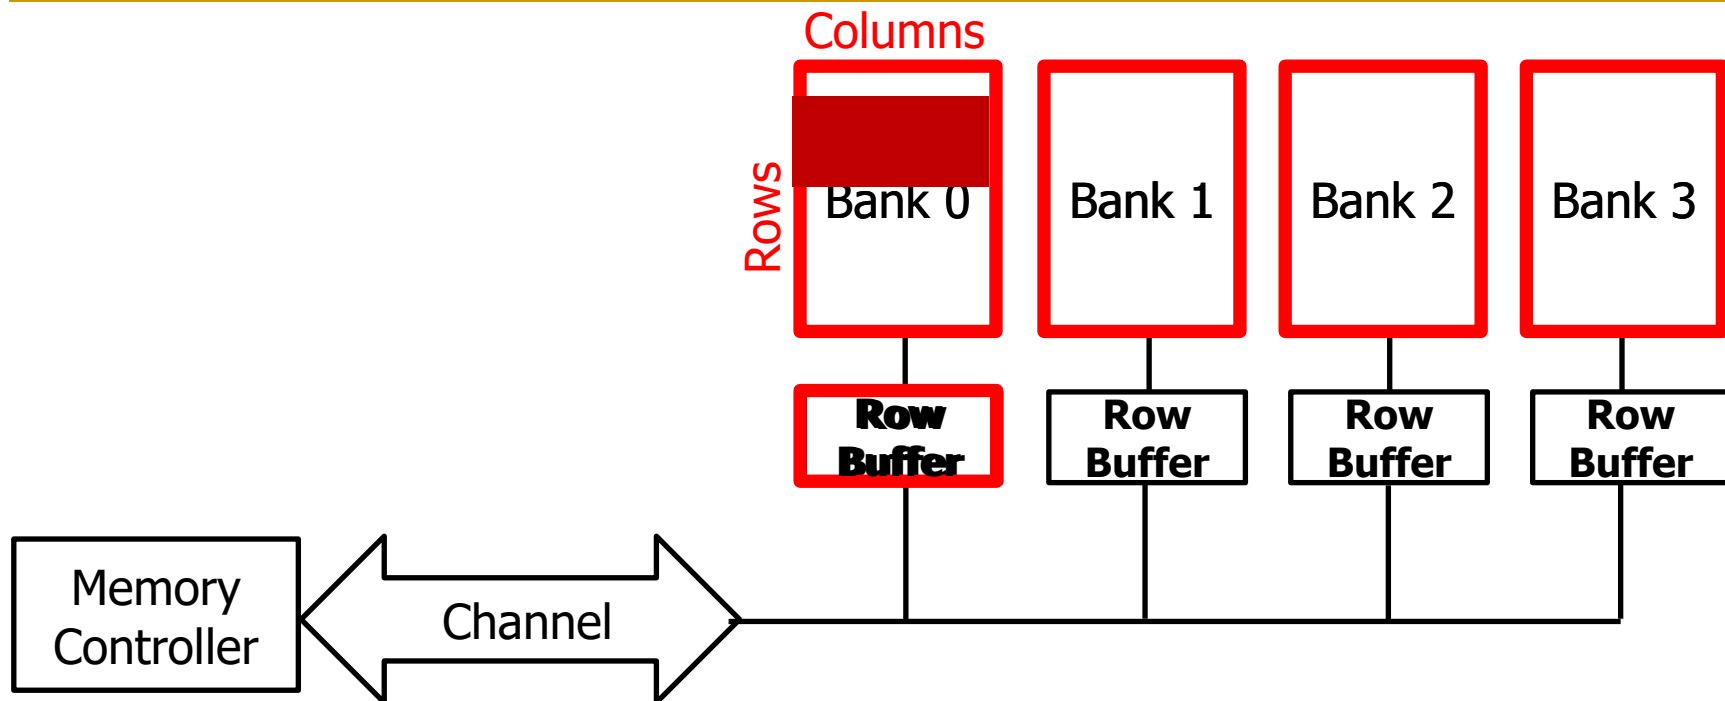 Columns
Rows
Bank 0
Bank 1
Bank 2
Bank 3
Row
Buffer
Row
Buffer
Row
Buffer
Row
Buffer
Memory
Controller
Channel